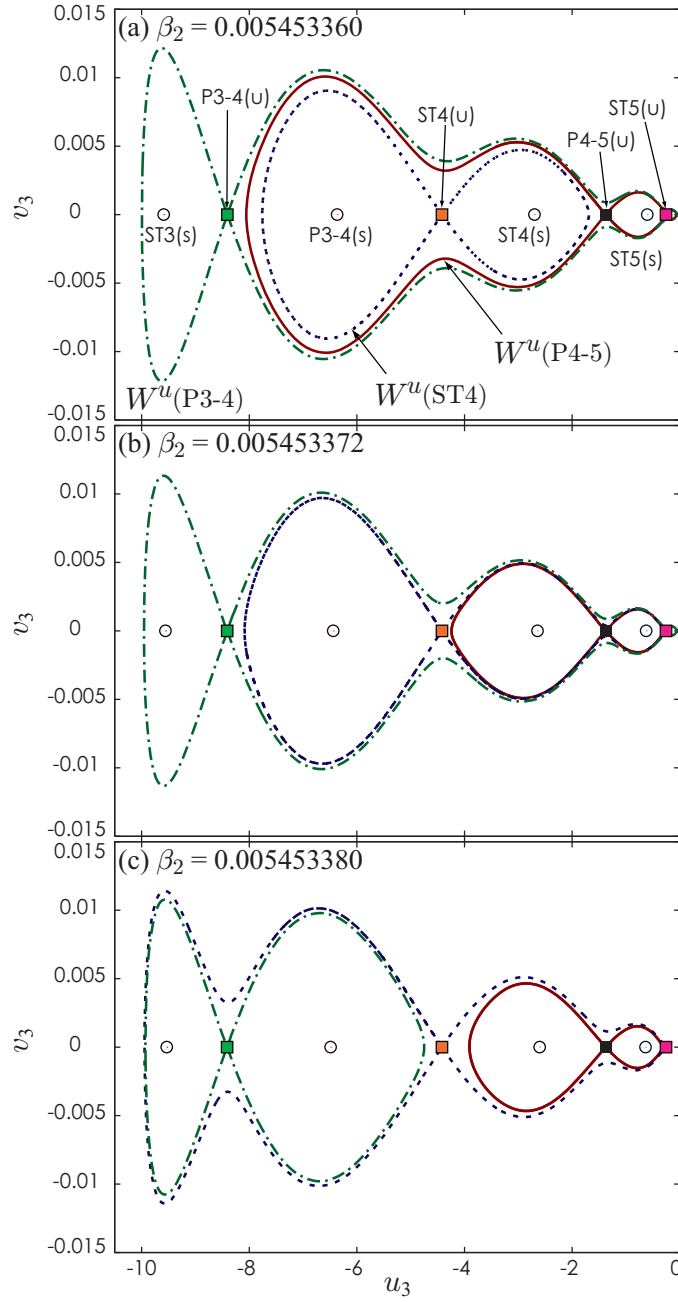 (a) β₂ = 0.005453360
0.015
0.01
0.005
0
-0.005
-0.01
-0.015
v₃
P3-4(u)
ST4(u)
ST5(u)
P4-5(u)
ST3(s)
P3-4(s)
ST4(s)
ST5(s)
Wᵘ(P4-5)
Wᵘ(P3-4)
Wᵘ(ST4)
(b) β₂ = 0.005453372
0.015
0.01
0.005
0
-0.005
-0.01
-0.015
v₃
(c) β₂ = 0.005453380
0.015
0.01
0.005
0
-0.005
-0.01
-0.015
v₃
-10 -8 -6 -4 -2 0
u₃